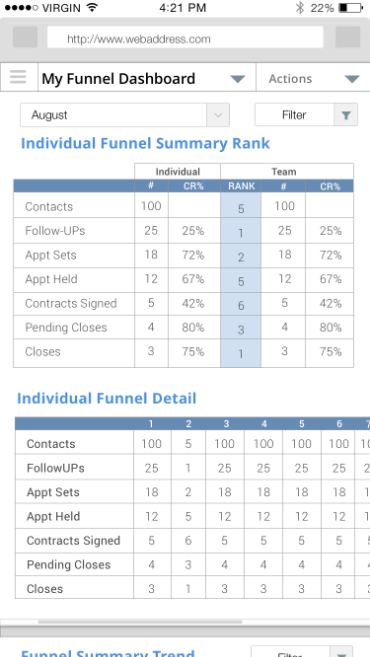 VIRGIN 4:21 PM 22%
http://www.webaddress.com
My Funnel Dashboard Actions
August Filter
Individual Funnel Summary Rank
Individual Team
# CR% RANK # CR%
Contacts 100 5 100
Follow-UPs 25 25% 1 25 25%
Appt Sets 18 72% 2 18 72%
Appt Held 12 67% 5 12 67%
Contracts Signed 5 42% 6 5 42%
Pending Closes 4 80% 3 4 80%
Closes 3 75% 1 3 75%
Individual Funnel Detail
1 2 3 4 5 6 7
Contacts 100 5 100 100 100 100 10
FollowUPs 25 1 25 25 25 25 2
Appt Sets 18 2 18 18 18 18 1
Appt Held 12 5 12 12 12 12 1
Contracts Signed 5 6 5 5 5 5
Pending Closes 4 3 4 4 4 4
Closes 3 1 3 3 3 3
Funnel Summary Trend Filter